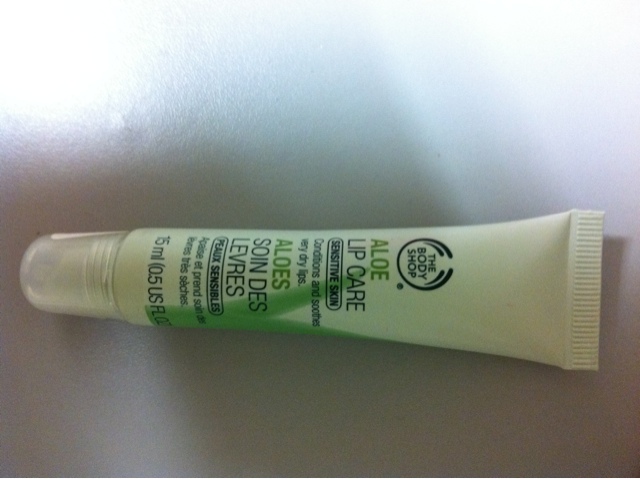 THE
BODY
SHOP
®
ALOE
LIP CARE
SENSITIVE SKIN
Conditions and soothes
very dry lips.
ALOES
SOIN DES
LÈVRES
PEAUX SENSIBLES
Apaise et prend soin des
lèvres très sèches.
15 ml (0.5 US FL OZ